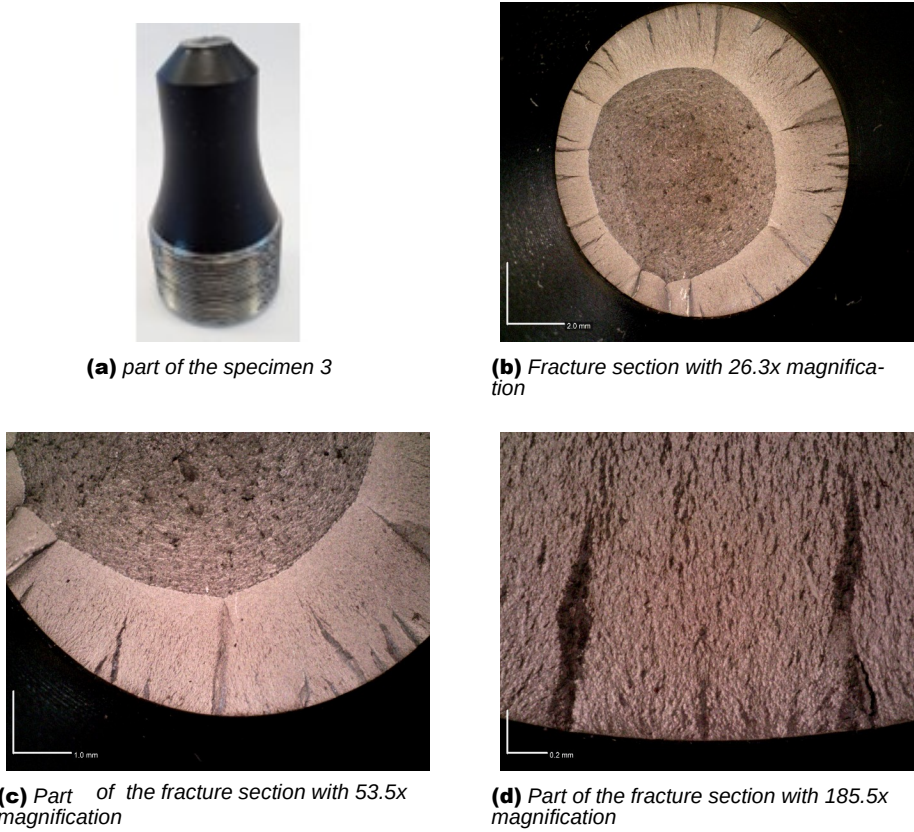 (a) part of the specimen 3
2.0 mm
(b) Fracture section with 26.3x magnifica-
tion
1.0 mm
0.2 mm
(c) Part of the fracture section with 53.5x
magnification
(d) Part of the fracture section with 185.5x
magnification